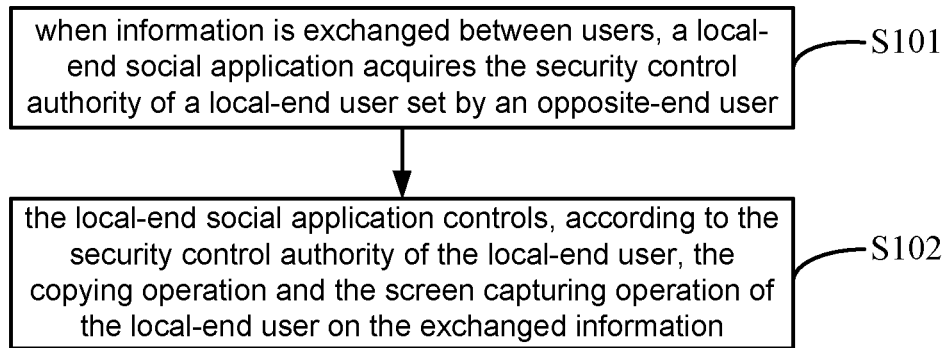 when information is exchanged between users, a local-
end social application acquires the security control
authority of a local-end user set by an opposite-end user
S101
the local-end social application controls, according to the
security control authority of the local-end user, the
copying operation and the screen capturing operation of
the local-end user on the exchanged information
S102